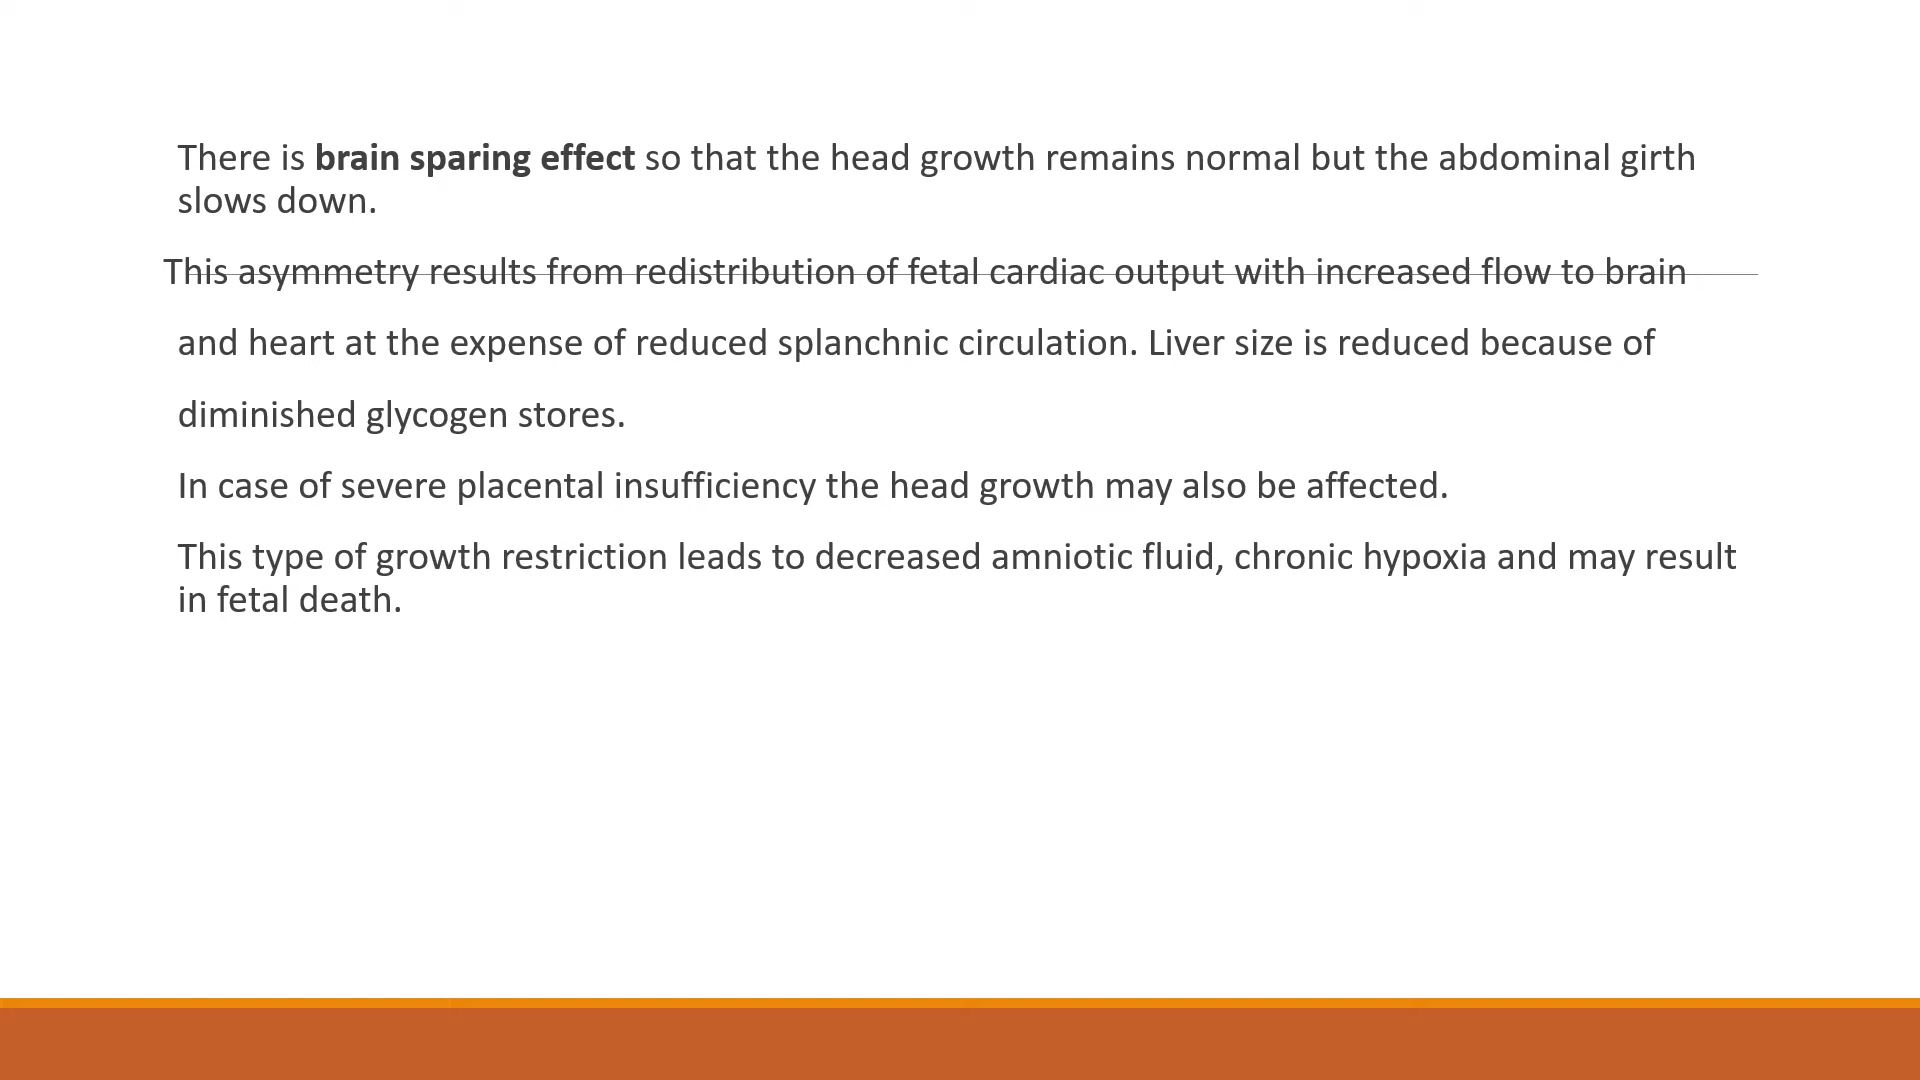 There is brain sparing effect so that the head growth remains normal but the abdominal girth
slows down.
This asymmetry results from redistribution of fetal cardiac output with increased flow to brain
and heart at the expense of reduced splanchnic circulation. Liver size is reduced because of
diminished glycogen stores.
In case of severe placental insufficiency the head growth may also be affected.
This type of growth restriction leads to decreased amniotic fluid, chronic hypoxia and may result
in fetal death.